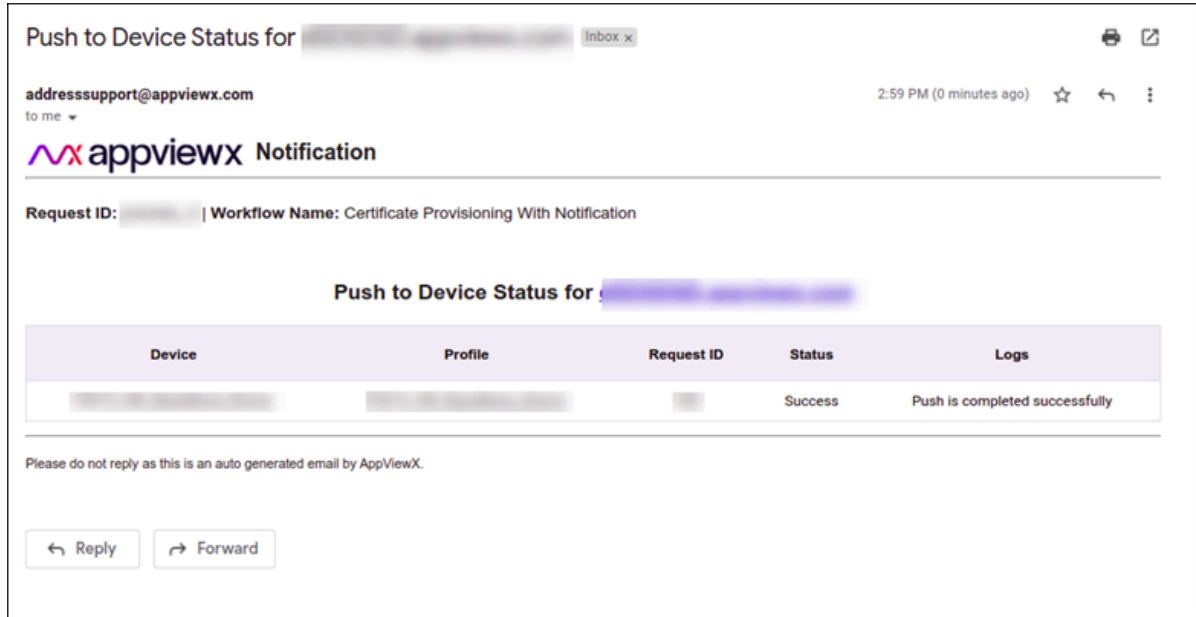 Push to Device Status for Inbox x
addresssupport@appviewx.com 2:59 PM (0 minutes ago)
to me
appviewx Notification
Request ID: | Workflow Name: Certificate Provisioning With Notification
Push to Device Status for
Device Profile Request ID Status Logs
Success Push is completed successfully
Please do not reply as this is an auto generated email by AppViewX.
Reply Forward